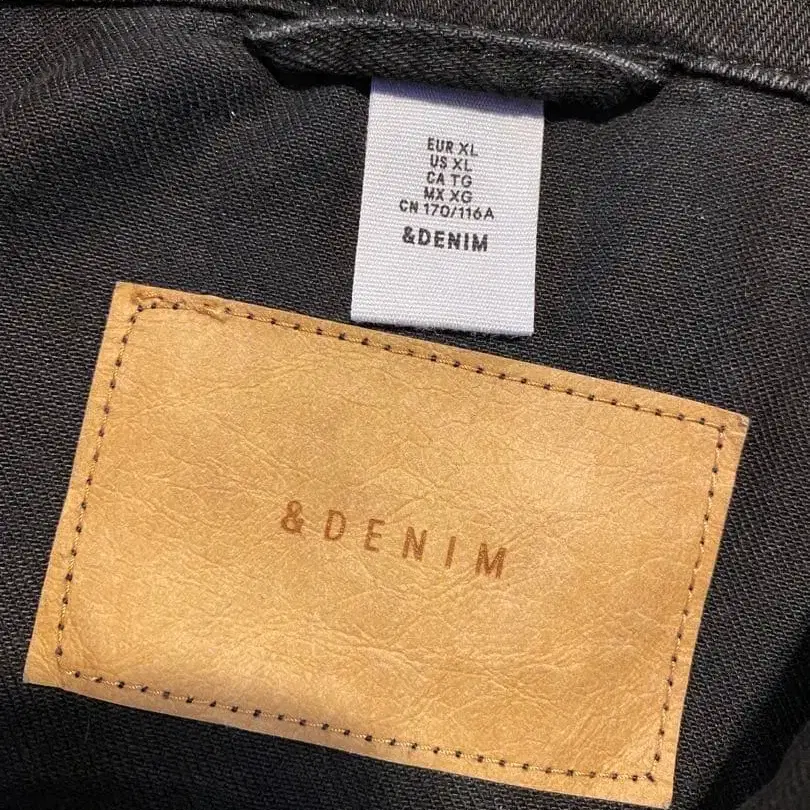 EUR XL
US XL
CA TG
MX XG
CN 170/116A
&DENIM
&DENIM